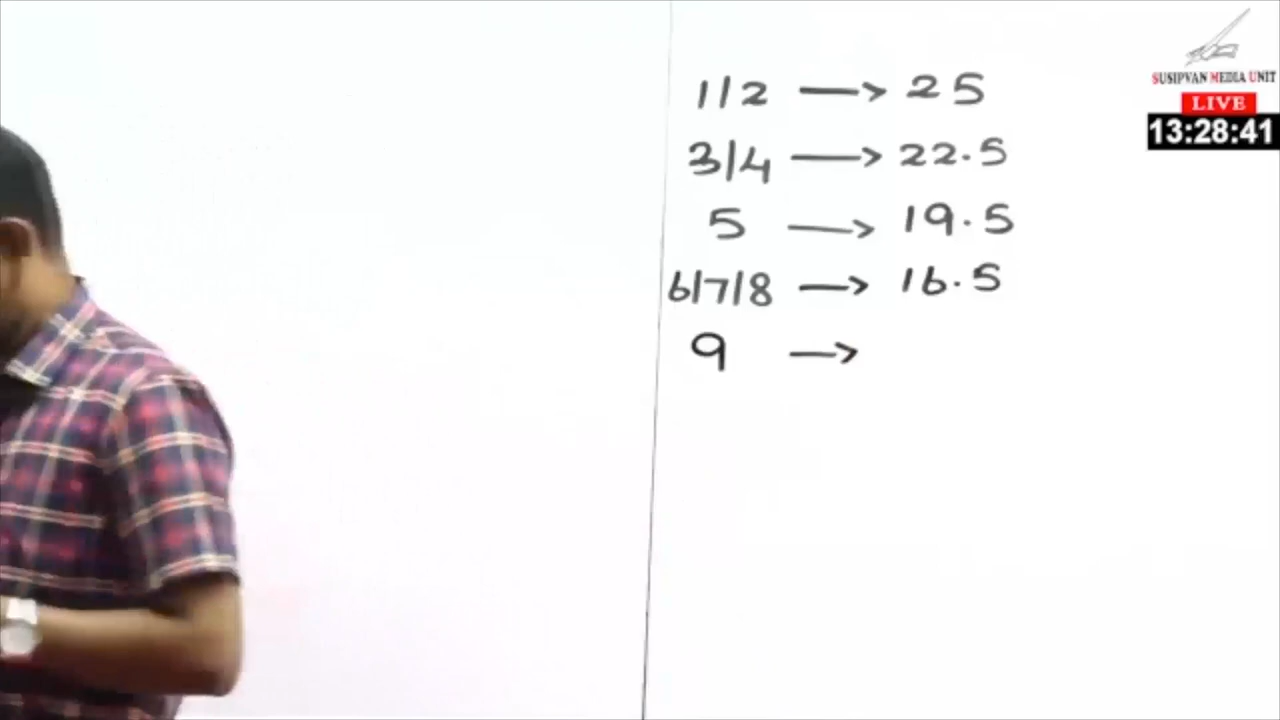 1/2 → 25
3/4 → 22.5
5 → 19.5
6/7/8 → 16.5
9 →
SUSIPVAN MEDIA UNIT
LIVE
13:28:41